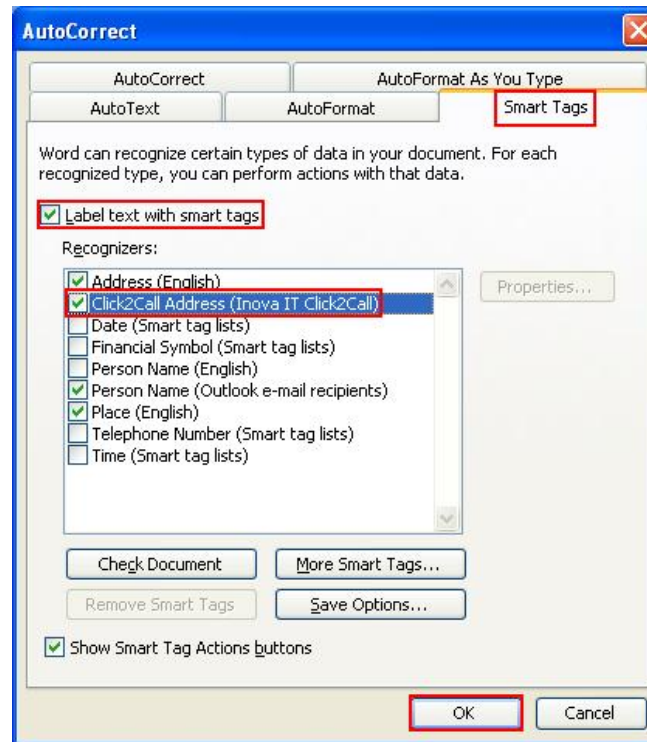 AutoCorrect
AutoCorrect
AutoFormat As You Type
AutoText
AutoFormat
Smart Tags
Word can recognize certain types of data in your document. For each
recognized type, you can perform actions with that data.
Label text with smart tags
Recognizers:
Address (English)
Click2Call Address (Inova IT Click2Call)
Date (Smart tag lists)
Financial Symbol (Smart tag lists)
Person Name (English)
Person Name (Outlook e-mail recipients)
Place (English)
Telephone Number (Smart tag lists)
Time (Smart tag lists)
Properties...
Check Document
More Smart Tags...
Remove Smart Tags
Save Options...
Show Smart Tag Actions buttons
OK
Cancel